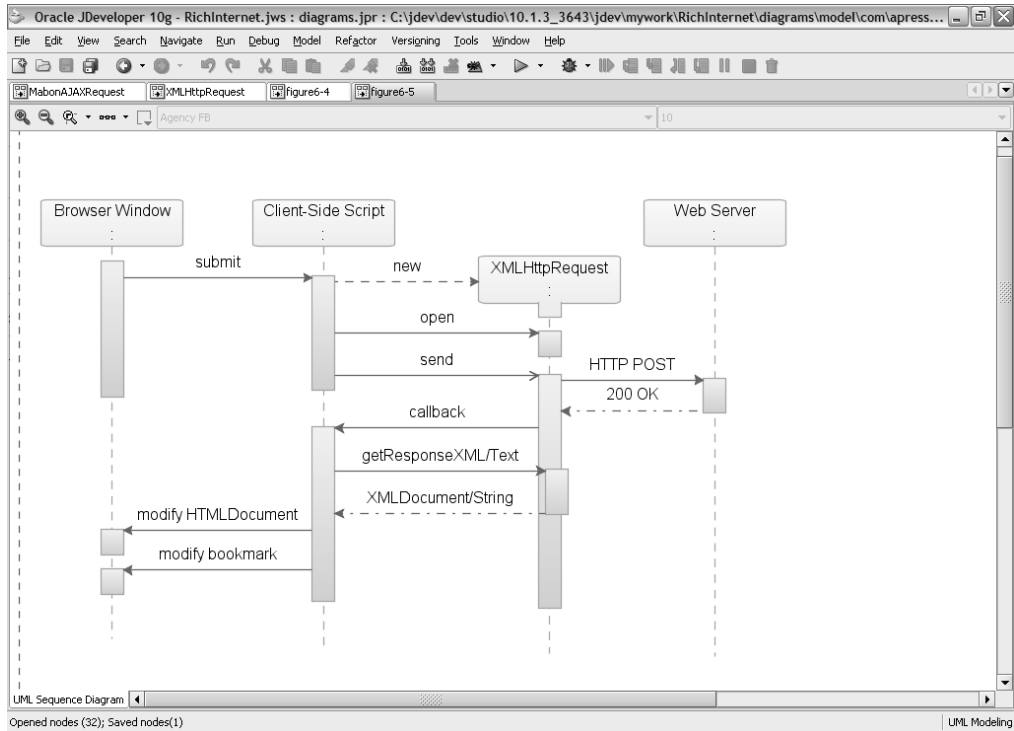 Oracle JDeveloper 10g - RichInternet.jws : diagrams.jpr : C:\jdev\dev\studio\10.1.3_3643\jdev\mywork\RichInternet\diagrams\model\com\apress...
File Edit View Search Navigate Run Debug Model Refactor Versioning Tools Window Help
MabonAJAXRequest XMLHttpRequest figure6-4 figure6-5
Agency FB 10
Browser Window
:
Client-Side Script
:
Web Server
:
submit
new
XMLHttpRequest
:
open
send
HTTP POST
200 OK
callback
getResponseXML/Text
XMLDocument/String
modify HTMLDocument
modify bookmark
UML Sequence Diagram
Opened nodes (32); Saved nodes(1) UML Modeling